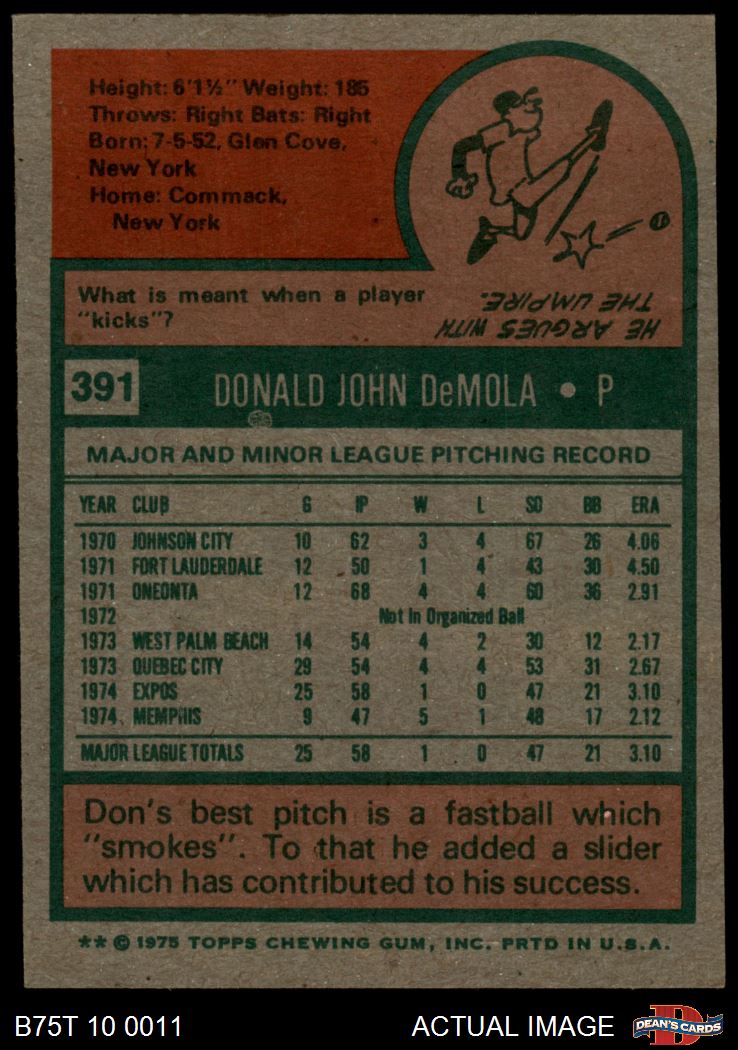 Height: 6'1½" Weight: 185
Throws: Right Bats: Right
Born: 7-5-52, Glen Cove,
New York
Home: Commack,
New York
What is meant when a player
"kicks"?
HE ARGUES WITH
THE UMPIRE.
391 DONALD JOHN DeMOLA • P
MAJOR AND MINOR LEAGUE PITCHING RECORD
YEAR CLUB G IP W L SO BB ERA
1970 JOHNSON CITY 10 62 3 4 67 26 4.06
1971 FORT LAUDERDALE 12 50 1 4 43 30 4.50
1971 ONEONTA 12 68 4 4 60 36 2.91
1972 Not In Organized Ball
1973 WEST PALM BEACH 14 54 4 2 30 12 2.17
1973 QUEBEC CITY 29 54 4 4 53 31 2.67
1974 EXPOS 25 58 1 0 47 21 3.10
1974 MEMPHIS 9 47 5 1 48 17 2.12
MAJOR LEAGUE TOTALS 25 58 1 0 47 21 3.10
Don's best pitch is a fastball which
"smokes". To that he added a slider
which has contributed to his success.
** © 1975 TOPPS CHEWING GUM, INC. PRTD IN U.S.A.
B75T 10 0011 ACTUAL IMAGE D DEAN'S CARDS